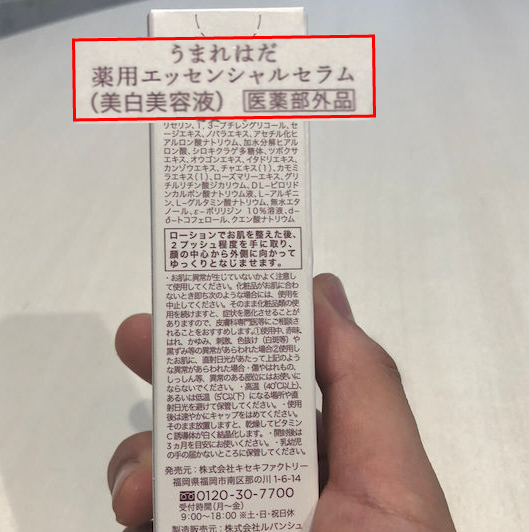 うまれはだ
薬用エッセンシャルセラム
（美白美容液） 医薬部外品
リセリン、1,3-ブチレングリコール、セ
ージエキス、ノバラエキス、アセチル化ヒ
アルロン酸ナトリウム、加水分解ヒアル
ロン酸、シロキクラゲ多糖体、ツボクサ
エキス、オウゴンエキス、イタドリエキス、
カンゾウエキス、チャエキス(1)、カモミ
ラエキス(1)、ローズマリーエキス、グリ
チルリチン酸ジカリウム、DL-ピロリド
ンカルボン酸ナトリウム液、L-アルギニ
ン、L-グルタミン酸ナトリウム、無水エタ
ノール、ε-ポリリジン 10％溶液、d-
δ-トコフェロール、クエン酸ナトリウム
ローションでお肌を整えた後、
2プッシュ程度を手に取り、
顔の中心から外側に向かって
ゆっくりとなじませます。
・お肌に異常が生じていないかよく注意し
て使用してください。化粧品がお肌に合わ
ないとき即ち次のような場合には、使用を
中止してください。そのまま化粧品類の使
用を続けますと、症状を悪化させることが
ありますので、皮膚科専門医等にご相談さ
れることをおすすめします。①使用中、赤味、
はれ、かゆみ、刺激、色抜け（白斑等）や
黒ずみ等の異常があらわれた場合②使用し
たお肌に、直射日光があたって上記のよう
な異常があらわれた場合・傷やはれもの、
しっしん等、異常のある部位にはお使いに
ならないでください。・高温（40℃以上）、
あるいは低温（5℃以下）になる場所や直
射日光を避けて保管してください。・使用
後は速やかにキャップをはめてください。
そのまま放置しますと、乾燥してビタミン
C誘導体が白く結晶化します。・開封後は
3ヵ月を目安にお使いください。・乳幼児
の手の届かないところに保管してください。
発売元：株式会社キセキファクトリー
福岡県福岡市南区那の川1-6-14
0120-30-7700
受付時間（月〜金）
9:00〜18:00 ※土・日・祝日休
製造販売元：株式会社ルバンシュ